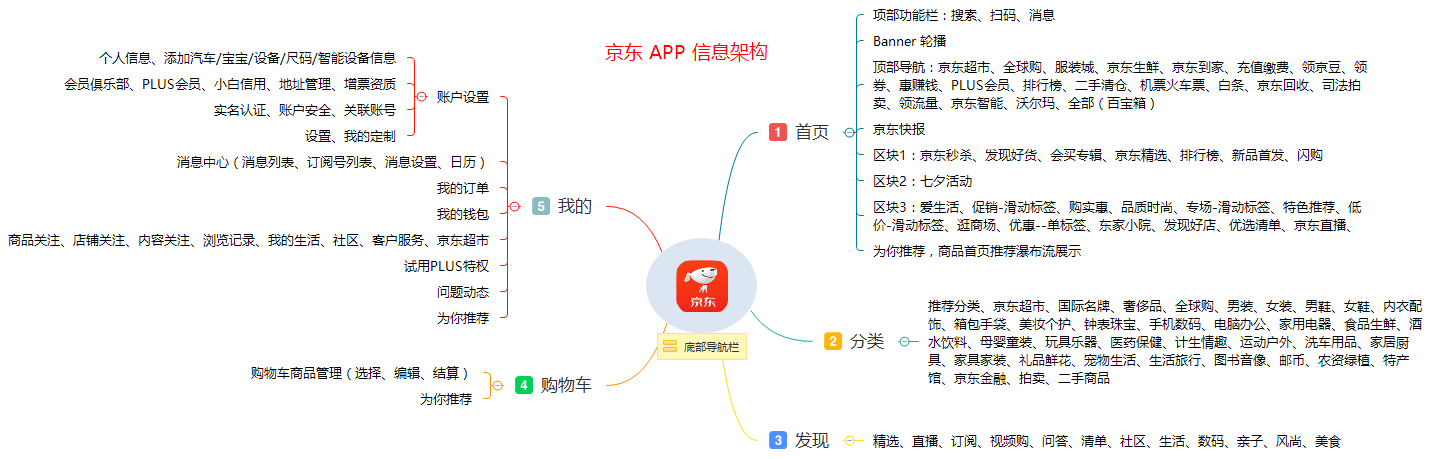 京东 APP 信息架构
京东
底部导航栏
1 首页
项部功能栏：搜索、扫码、消息
Banner 轮播
顶部导航：京东超市、全球购、服装城、京东生鲜、京东到家、充值缴费、领京豆、领
券、惠赚钱、PLUS会员、排行榜、二手清仓、机票火车票、白条、京东回收、司法拍
卖、领流量、京东智能、沃尔玛、全部（百宝箱）
京东快报
区块1：京东秒杀、发现好货、会买专辑、京东精选、排行榜、新品首发、闪购
区块2：七夕活动
区块3：爱生活、促销-滑动标签、购实惠、品质时尚、专场-滑动标签、特色推荐、低
价-滑动标签、逛商场、优惠--单标签、东家小院、发现好店、优选清单、京东直播、
为你推荐，商品首页推荐瀑布流展示
2 分类
推荐分类、京东超市、国际名牌、奢侈品、全球购、男装、女装、男鞋、女鞋、内衣配
饰、箱包手袋、美妆个护、钟表珠宝、手机数码、电脑办公、家用电器、食品生鲜、酒
水饮料、母婴童装、玩具乐器、医药保健、计生情趣、运动户外、洗车用品、家居厨
具、家具家装、礼品鲜花、宠物生活、生活旅行、图书音像、邮币、农资绿植、特产
馆、京东金融、拍卖、二手商品
3 发现
精选、直播、订阅、视频购、问答、清单、社区、生活、数码、亲子、风尚、美食
4 购物车
购物车商品管理（选择、编辑、结算）
为你推荐
5 我的
账户设置
个人信息、添加汽车/宝宝/设备/尺码/智能设备信息
会员俱乐部、PLUS会员、小白信用、地址管理、增票资质
实名认证、账户安全、关联账号
设置、我的定制
消息中心（消息列表、订阅号列表、消息设置、日历）
我的订单
我的钱包
商品关注、店铺关注、内容关注、浏览记录、我的生活、社区、客户服务、京东超市
试用PLUS特权
问题动态
为你推荐